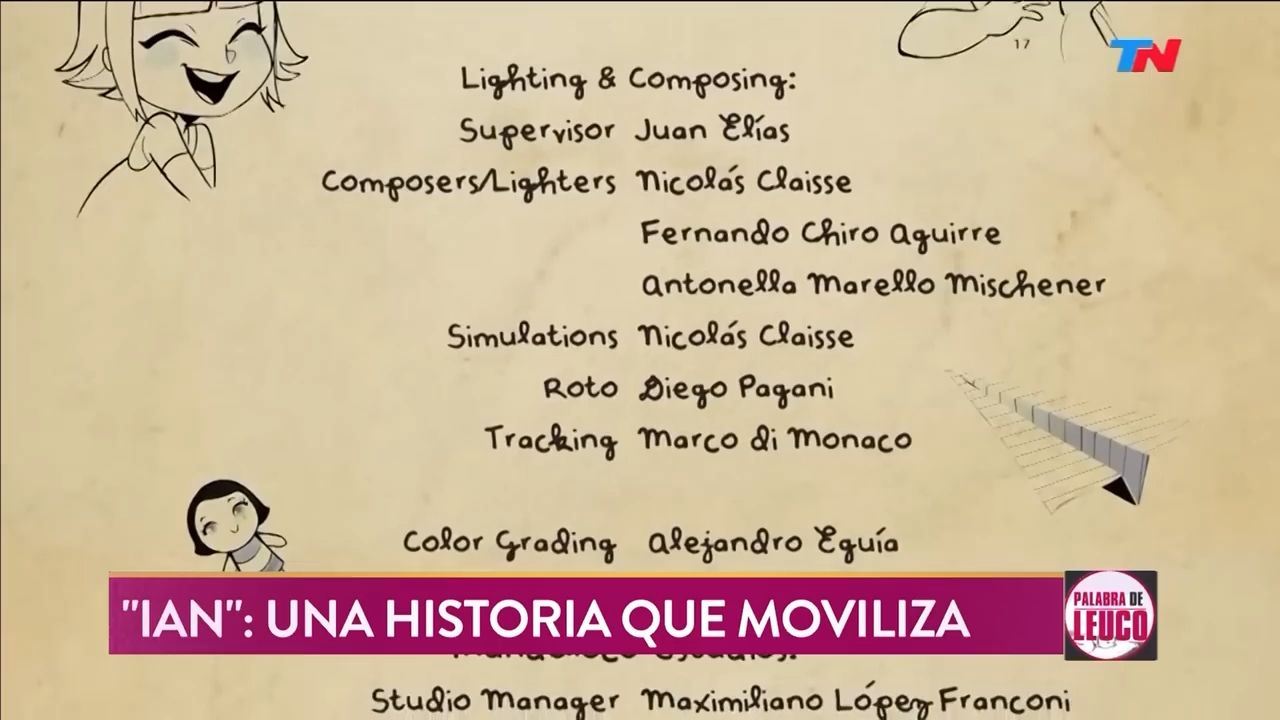 17
TN
Lighting & Composing:
Supervisor Juan Elías
Composers/Lighters Nicolás Claisse
Fernando Chiro Aguirre
Antonella Marello Mischener
Simulations Nicolás Claisse
Roto Diego Pagani
Tracking Marco di Monaco
Color Grading Alejandro Eguía
"IAN": UNA HISTORIA QUE MOVILIZA
PALABRA DE
LEUCO
Studio Manager Maximiliano López Franconi